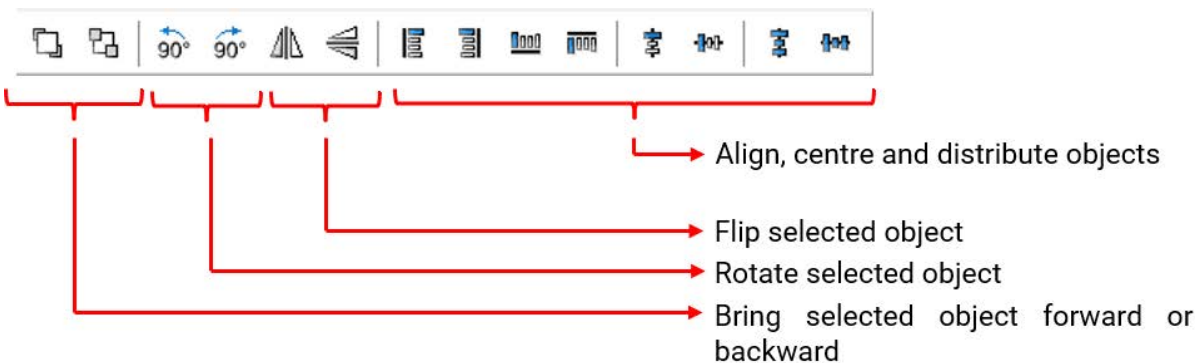 90° 90°
Align, centre and distribute objects
Flip selected object
Rotate selected object
Bring selected object forward or
backward